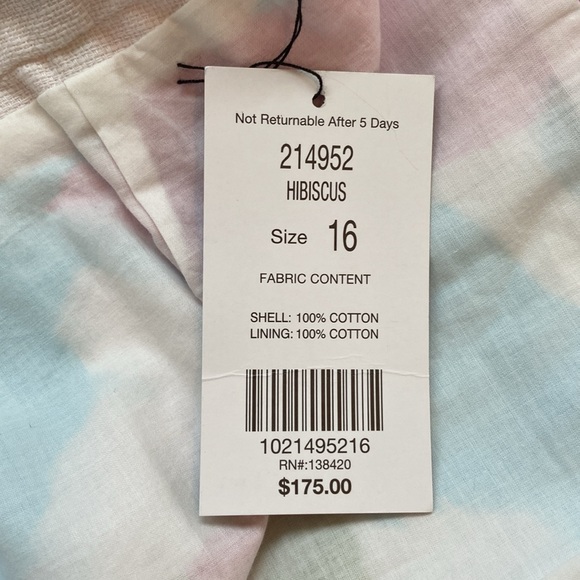 Not Returnable After 5 Days
214952
HIBISCUS
Size 16
FABRIC CONTENT
SHELL: 100% COTTON
LINING: 100% COTTON
1021495216
RN#:138420
$175.00